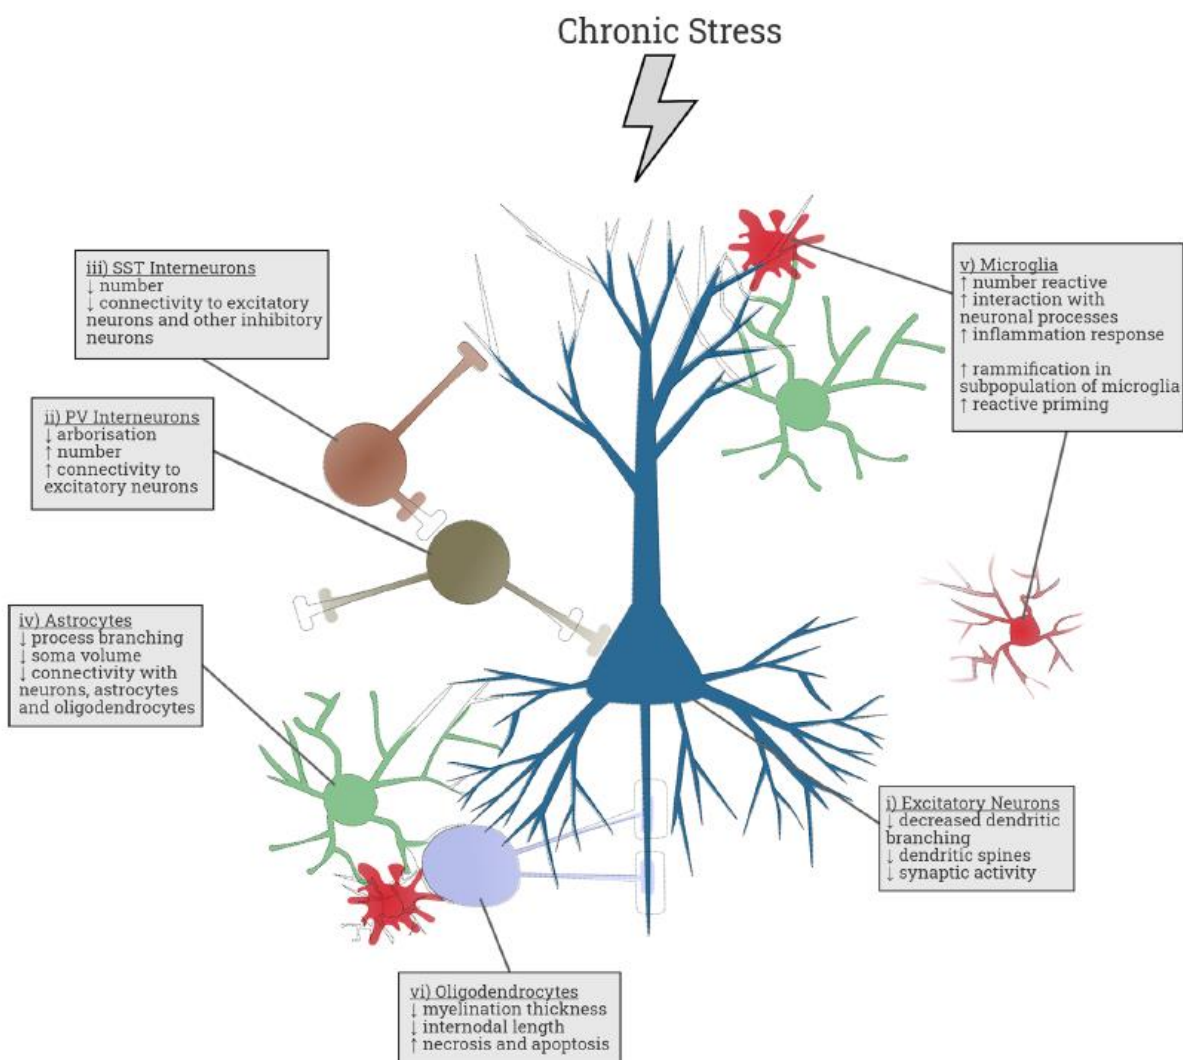 Chronic Stress
iii) SST Interneurons
↓ number
↓ connectivity to excitatory
neurons and other inhibitory
neurons
ii) PV Interneurons
↓ arborisation
↑ number
↑ connectivity to
excitatory neurons
iv) Astrocytes
↓ process branching
↓ soma volume
↓ connectivity with
neurons, astrocytes
and oligodendrocytes
v) Microglia
↑ number reactive
↑ interaction with
neuronal processes
↑ inflammation response
↑ rammification in
subpopulation of microglia
↑ reactive priming
i) Excitatory Neurons
↓ decreased dendritic
branching
↓ dendritic spines
↓ synaptic activity
vi) Oligodendrocytes
↓ myelination thickness
↓ internodal length
↑ necrosis and apoptosis